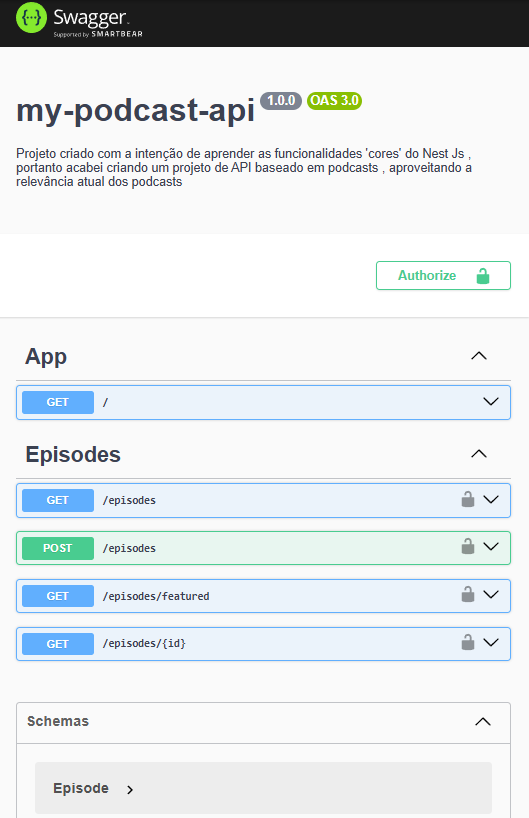 Swagger.
Supported by SMARTBEAR
my-podcast-api 1.0.0 OAS 3.0
Projeto criado com a intenção de aprender as funcionalidades 'cores' do Nest Js ,
portanto acabei criando um projeto de API baseado em podcasts , aproveitando a
relevância atual dos podcasts
Authorize
App
GET /
Episodes
GET /episodes
POST /episodes
GET /episodes/featured
GET /episodes/{id}
Schemas
Episode